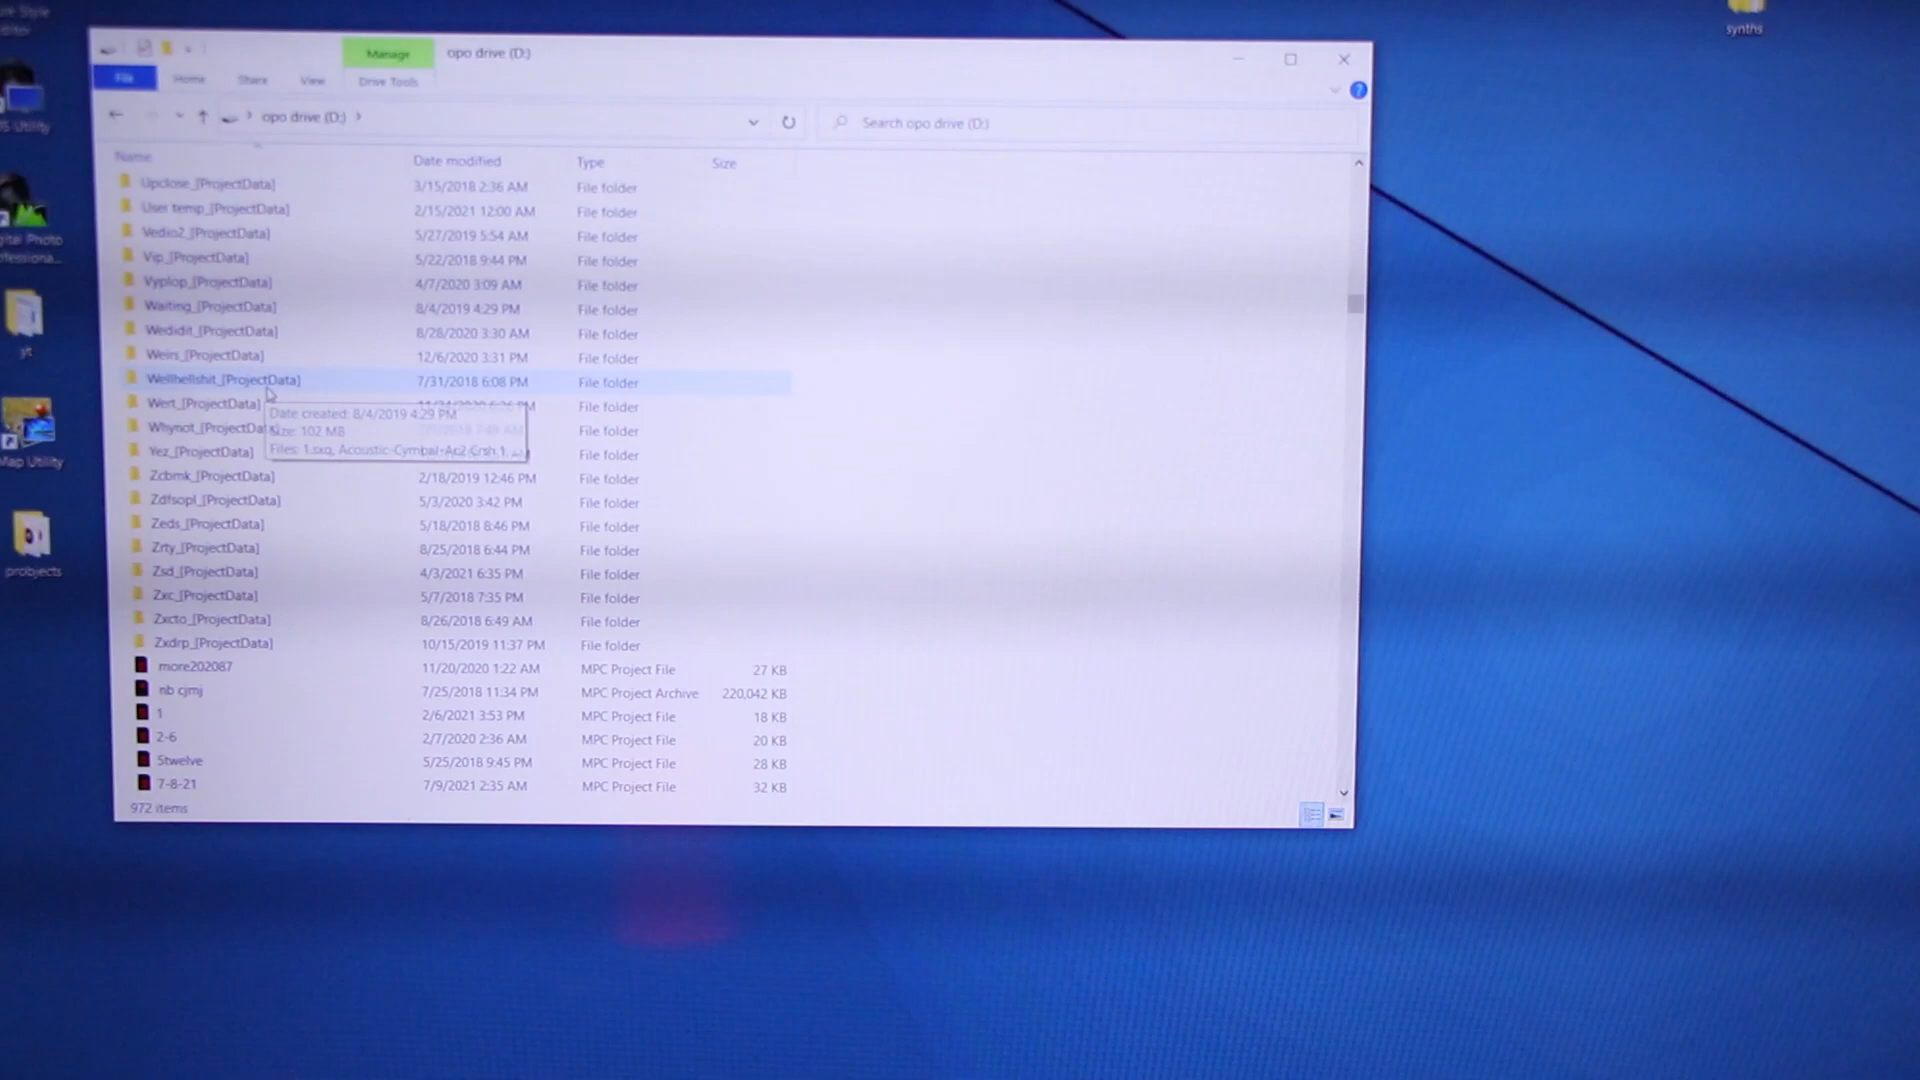 synths
Manage opo drive (D:)
File Home Share View Drive Tools
opo drive (D:) Search opo drive (D:)
Name Date modified Type Size
Upclose_[ProjectData] 3/15/2018 2:36 AM File folder
User temp_[ProjectData] 2/15/2021 12:00 AM File folder
Vedio2_[ProjectData] 5/27/2019 5:54 AM File folder
Vip_[ProjectData] 5/22/2018 9:44 PM File folder
Vyplop_[ProjectData] 4/7/2020 3:09 AM File folder
Waiting_[ProjectData] 8/4/2019 4:29 PM File folder
Wedidit_[ProjectData] 8/28/2020 3:30 AM File folder
Weirs_[ProjectData] 12/6/2020 3:31 PM File folder
Wellhellshit_[ProjectData] 7/31/2018 6:08 PM File folder
Wert_[ProjectData] File folder
Date created: 8/4/2019 4:29 PM
Whynot_[ProjectDat File folder
Size: 102 MB
Yez_[ProjectData] File folder
Files: 1.sxq, Acoustic-Cymbal-Ac2 Crsh 1, ...
Zcbmk_[ProjectData] 2/18/2019 12:46 PM File folder
Zdfsopl_[ProjectData] 5/3/2020 3:42 PM File folder
Zeds_[ProjectData] 5/18/2018 8:46 PM File folder
Zrty_[ProjectData] 8/25/2018 6:44 PM File folder
Zsd_[ProjectData] 4/3/2021 6:35 PM File folder
Zxc_[ProjectData] 5/7/2018 7:35 PM File folder
Zxcto_[ProjectData] 8/26/2018 6:49 AM File folder
Zxdrp_[ProjectData] 10/15/2019 11:37 PM File folder
more202087 11/20/2020 1:22 AM MPC Project File 27 KB
nb cjmj 7/25/2018 11:34 PM MPC Project Archive 220,042 KB
1 2/6/2021 3:53 PM MPC Project File 18 KB
2-6 2/7/2020 2:36 AM MPC Project File 20 KB
5twelve 5/25/2018 9:45 PM MPC Project File 28 KB
7-8-21 7/9/2021 2:35 AM MPC Project File 32 KB
972 items
Utility
gital Photo
ofessiona...
yt
Map Utility
probjects